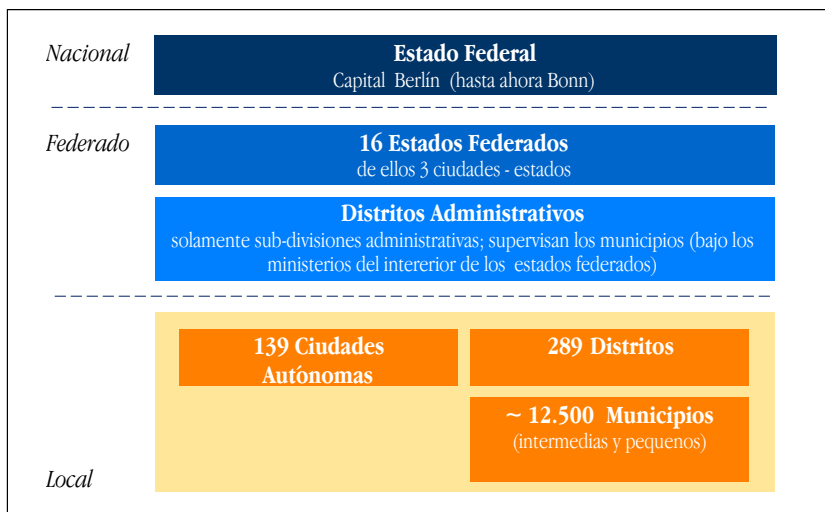 Nacional
Estado Federal
Capital Berlín (hasta ahora Bonn)
Federado
16 Estados Federados
de ellos 3 ciudades - estados
Distritos Administrativos
solamente sub-divisiones administrativas; supervisan los municipios (bajo los
ministerios del intererior de los estados federados)
139 Ciudades
Autónomas
289 Distritos
~ 12.500 Municipios
(intermedias y pequenos)
Local